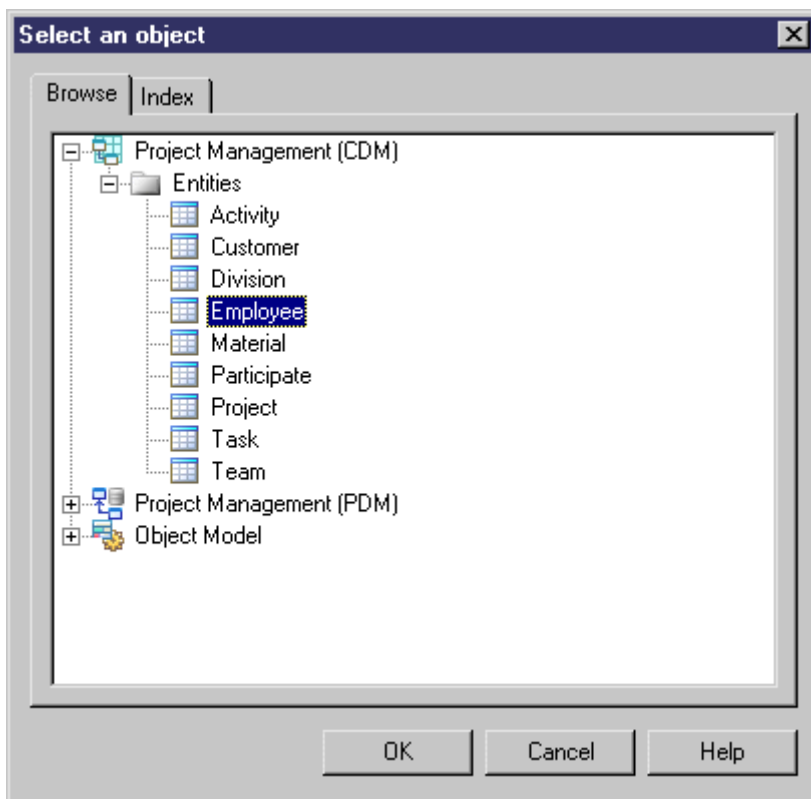 Select an object
Browse Index
Project Management (CDM)
Entities
Activity
Customer
Division
Employee
Material
Participate
Project
Task
Team
Project Management (PDM)
Object Model
OK Cancel Help